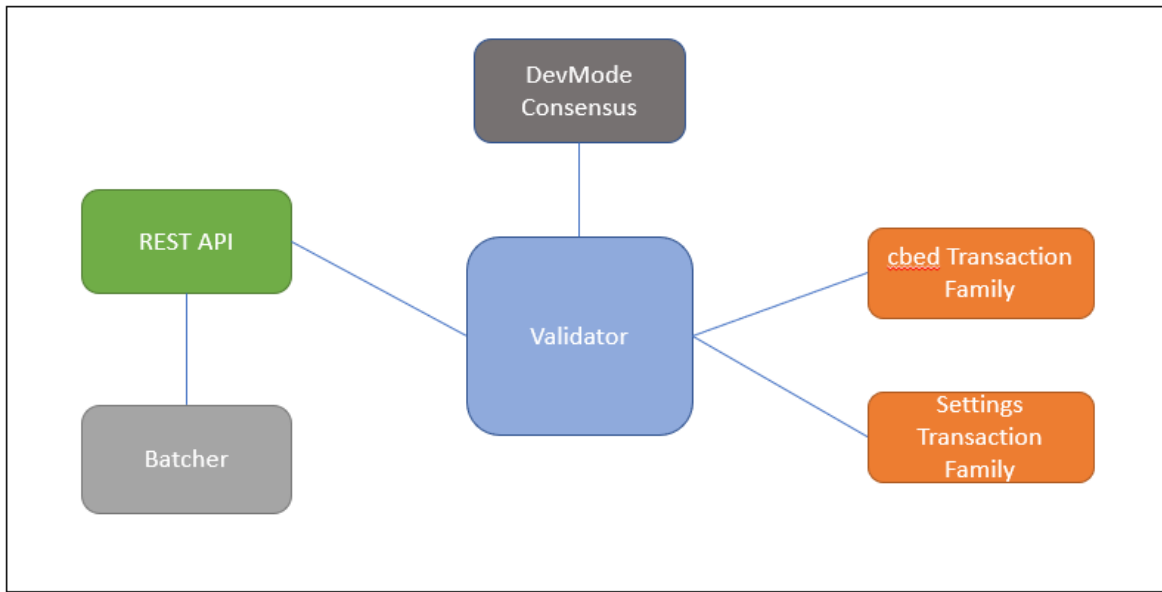 DevMode
Consensus
REST API
cbed Transaction
Family
Validator
Settings
Transaction
Family
Batcher